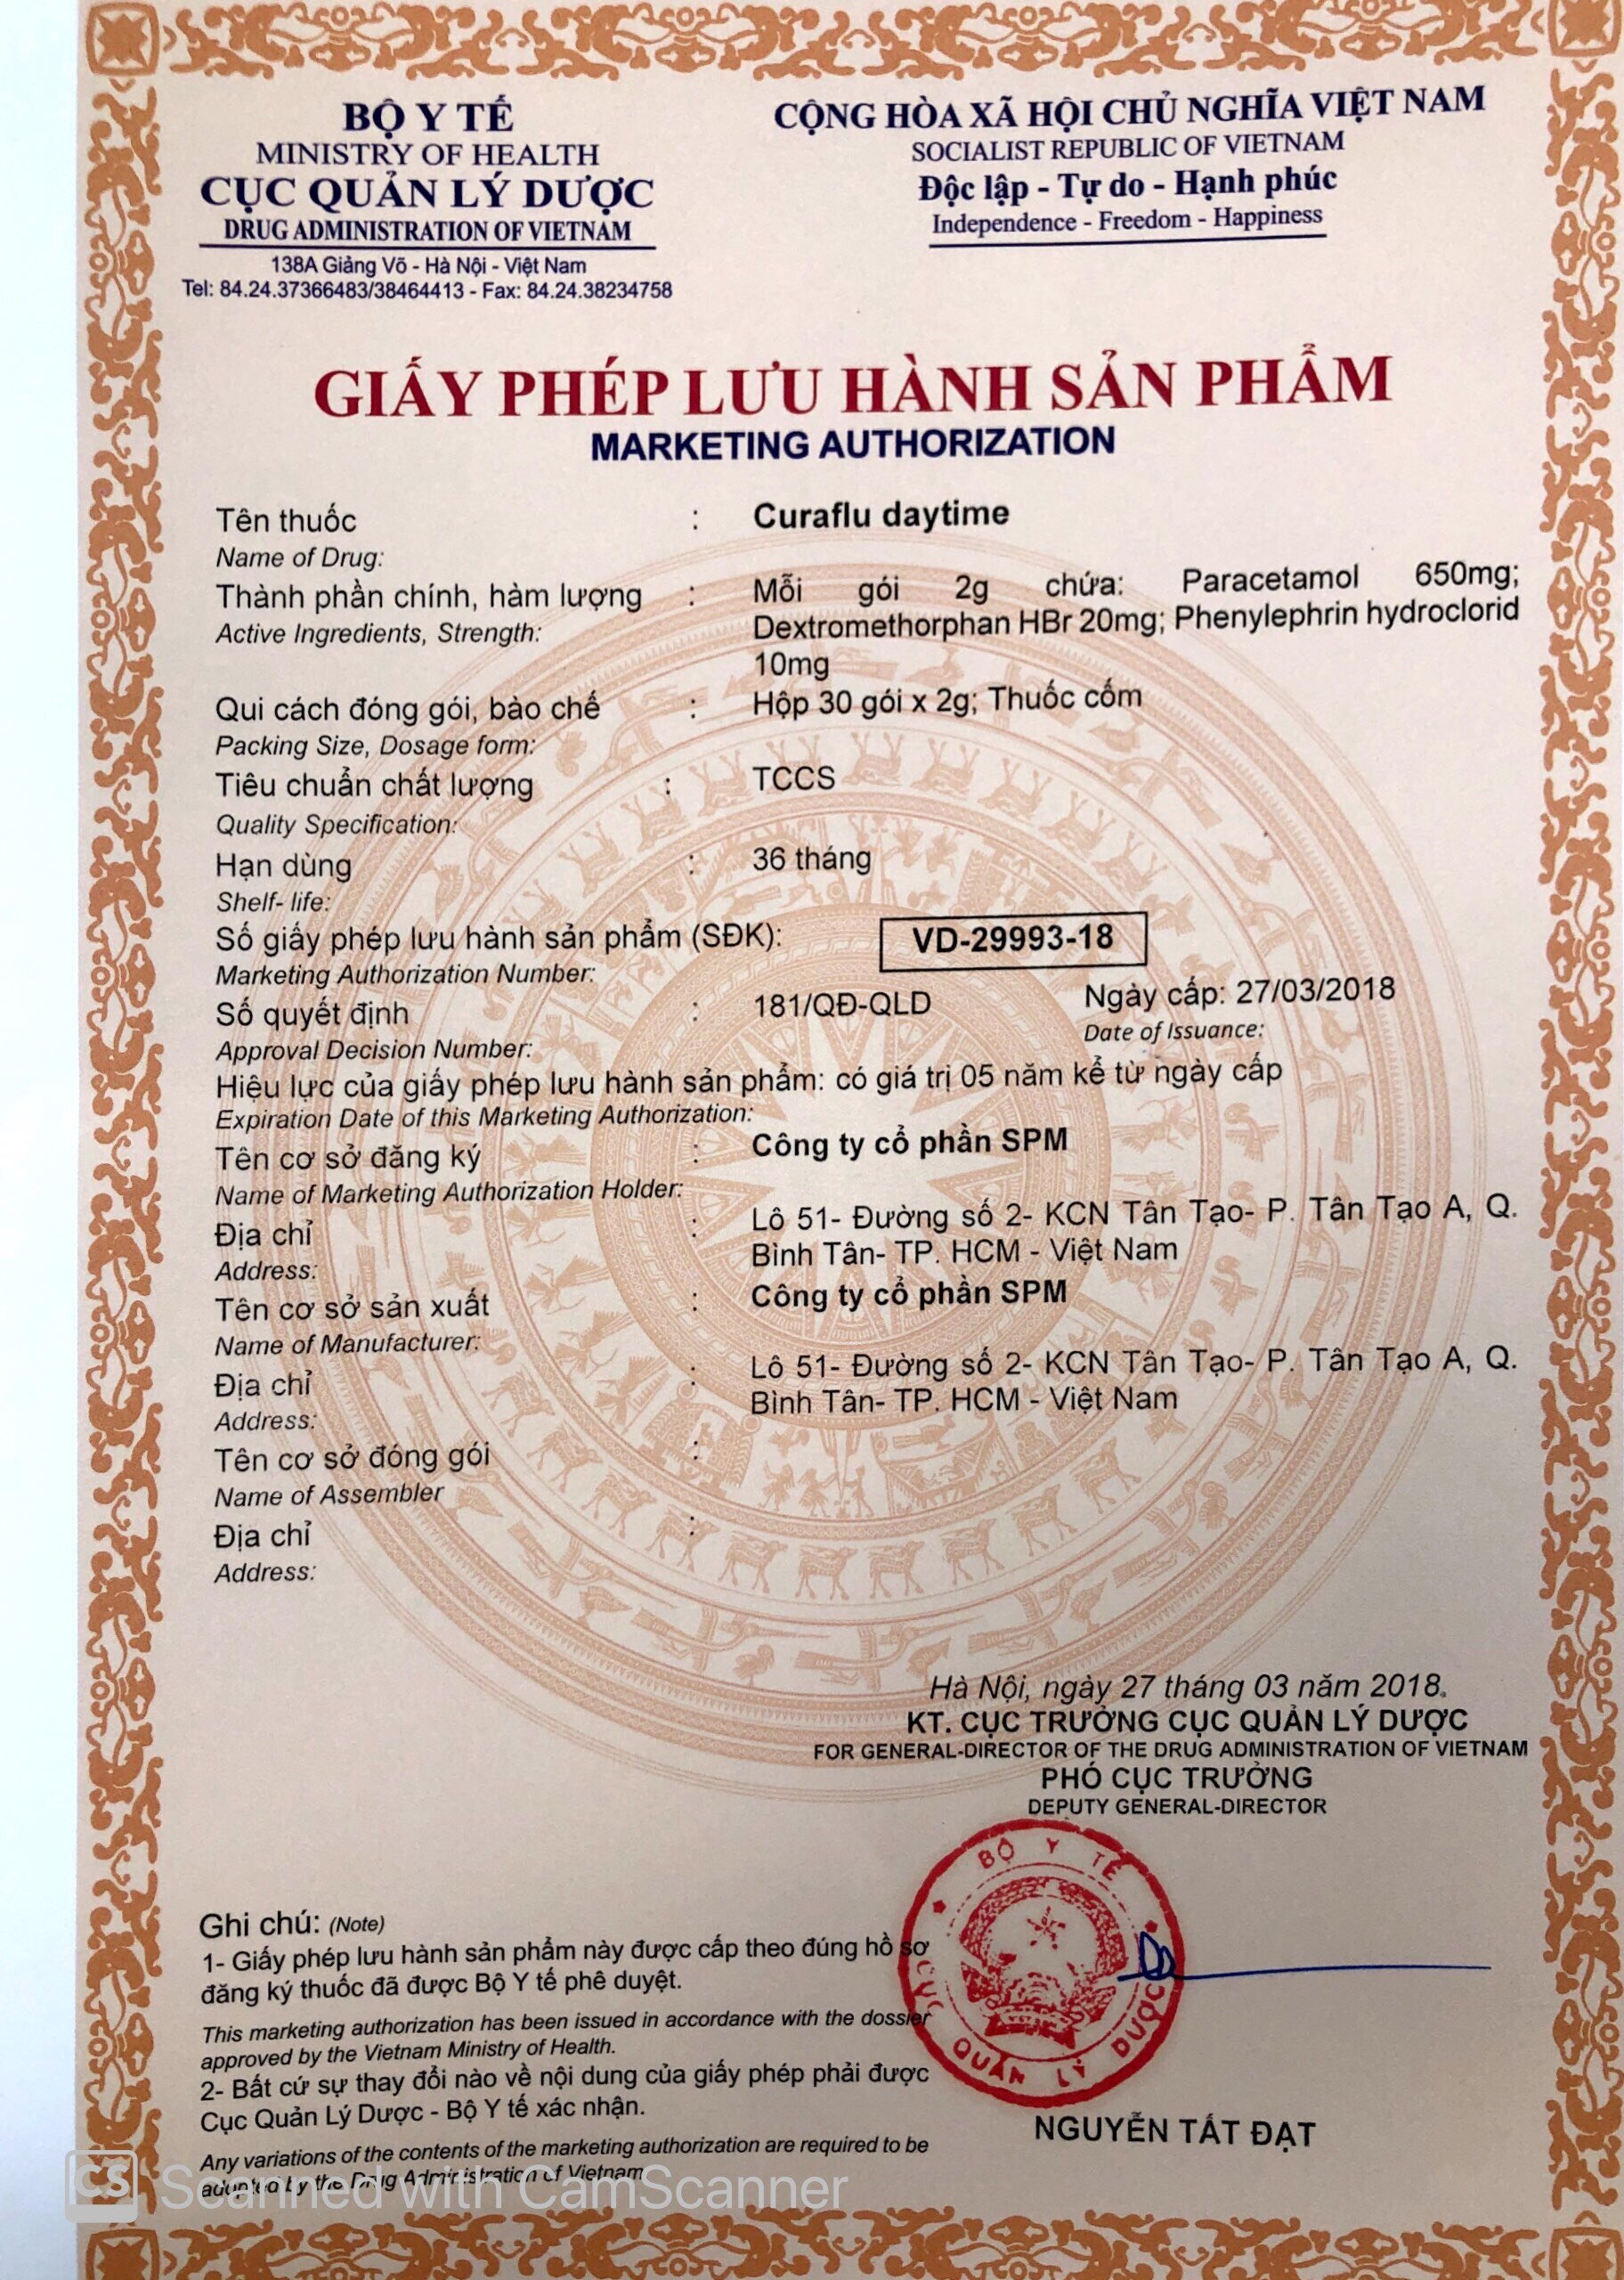 BỘ Y TẾ
MINISTRY OF HEALTH
CỤC QUẢN LÝ DƯỢC
DRUG ADMINISTRATION OF VIETNAM
138A Giảng Võ - Hà Nội - Việt Nam
Tel: 84.24.37366483/38464413 - Fax: 84.24.38234758
CỘNG HÒA XÃ HỘI CHỦ NGHĨA VIỆT NAM
SOCIALIST REPUBLIC OF VIETNAM
Độc lập - Tự do - Hạnh phúc
Independence - Freedom - Happiness
GIẤY PHÉP LƯU HÀNH SẢN PHẨM
MARKETING AUTHORIZATION
Tên thuốc : Curaflu daytime
Name of Drug:
Thành phần chính, hàm lượng : Mỗi gói 2g chứa: Paracetamol 650mg;
Active Ingredients, Strength: Dextromethorphan HBr 20mg; Phenylephrin hydroclorid
10mg
Qui cách đóng gói, bào chế : Hộp 30 gói x 2g; Thuốc cốm
Packing Size, Dosage form:
Tiêu chuẩn chất lượng : TCCS
Quality Specification:
Hạn dùng : 36 tháng
Shelf- life:
Số giấy phép lưu hành sản phẩm (SĐK): VD-29993-18
Marketing Authorization Number:
Số quyết định : 181/QĐ-QLD Ngày cấp: 27/03/2018
Approval Decision Number: Date of Issuance:
Hiệu lực của giấy phép lưu hành sản phẩm: có giá trị 05 năm kể từ ngày cấp
Expiration Date of this Marketing Authorization:
Tên cơ sở đăng ký : Công ty cổ phần SPM
Name of Marketing Authorization Holder:
Địa chỉ : Lô 51- Đường số 2- KCN Tân Tạo- P. Tân Tạo A, Q.
Address: Bình Tân- TP. HCM - Việt Nam
Tên cơ sở sản xuất : Công ty cổ phần SPM
Name of Manufacturer:
Địa chỉ : Lô 51- Đường số 2- KCN Tân Tạo- P. Tân Tạo A, Q.
Address: Bình Tân- TP. HCM - Việt Nam
Tên cơ sở đóng gói :
Name of Assembler
Địa chỉ :
Address:
Hà Nội, ngày 27 tháng 03 năm 2018.
KT. CỤC TRƯỞNG CỤC QUẢN LÝ DƯỢC
FOR GENERAL-DIRECTOR OF THE DRUG ADMINISTRATION OF VIETNAM
PHÓ CỤC TRƯỞNG
DEPUTY GENERAL-DIRECTOR
BỘ Y TẾ
CỤC QUẢN LÝ DƯỢC
NGUYỄN TẤT ĐẠT
Ghi chú: (Note)
1- Giấy phép lưu hành sản phẩm này được cấp theo đúng hồ sơ
đăng ký thuốc đã được Bộ Y tế phê duyệt.
This marketing authorization has been issued in accordance with the dossier
approved by the Vietnam Ministry of Health.
2- Bất cứ sự thay đổi nào về nội dung của giấy phép phải được
Cục Quản Lý Dược - Bộ Y tế xác nhận.
Any variations of the contents of the marketing authorization are required to be
adopted by the Drug Administration of Vietnam
CS Scanned with CamScanner